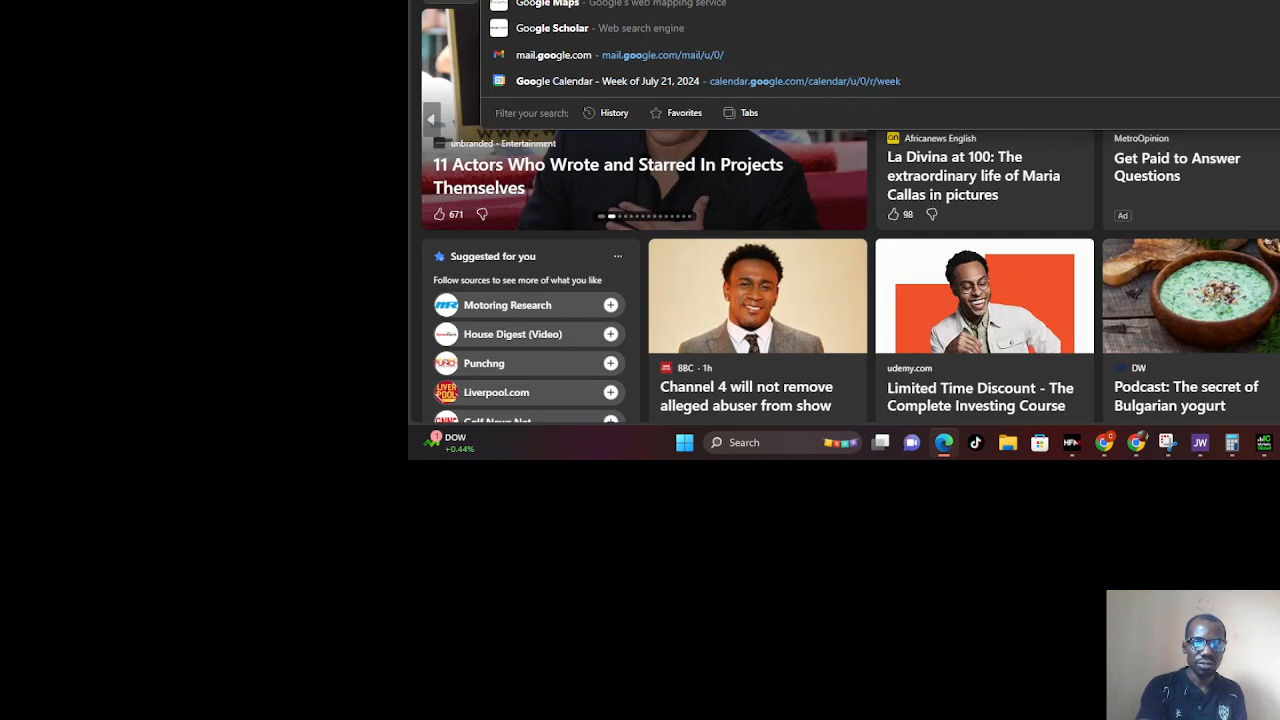 Google Maps - Google's web mapping service
Google Scholar - Web search engine
mail.google.com - mail.google.com/mail/u/0/
Google Calendar - Week of July 21, 2024 - calendar.google.com/calendar/u/0/r/week
Filter your search: History Favorites Tabs
unbranded - Entertainment
11 Actors Who Wrote and Starred In Projects
Themselves
671
Africanews English
La Divina at 100: The
extraordinary life of Maria
Callas in pictures
98
MetroOpinion
Get Paid to Answer
Questions
Ad
Suggested for you
Follow sources to see more of what you like
Motoring Research
House Digest (Video)
Punchng
Liverpool.com
Golf News Net
BBC · 1h
Channel 4 will not remove
alleged abuser from show
udemy.com
Limited Time Discount - The
Complete Investing Course
DW
Podcast: The secret of
Bulgarian yogurt
1
DOW
+0.44%
Search
HFM
JW